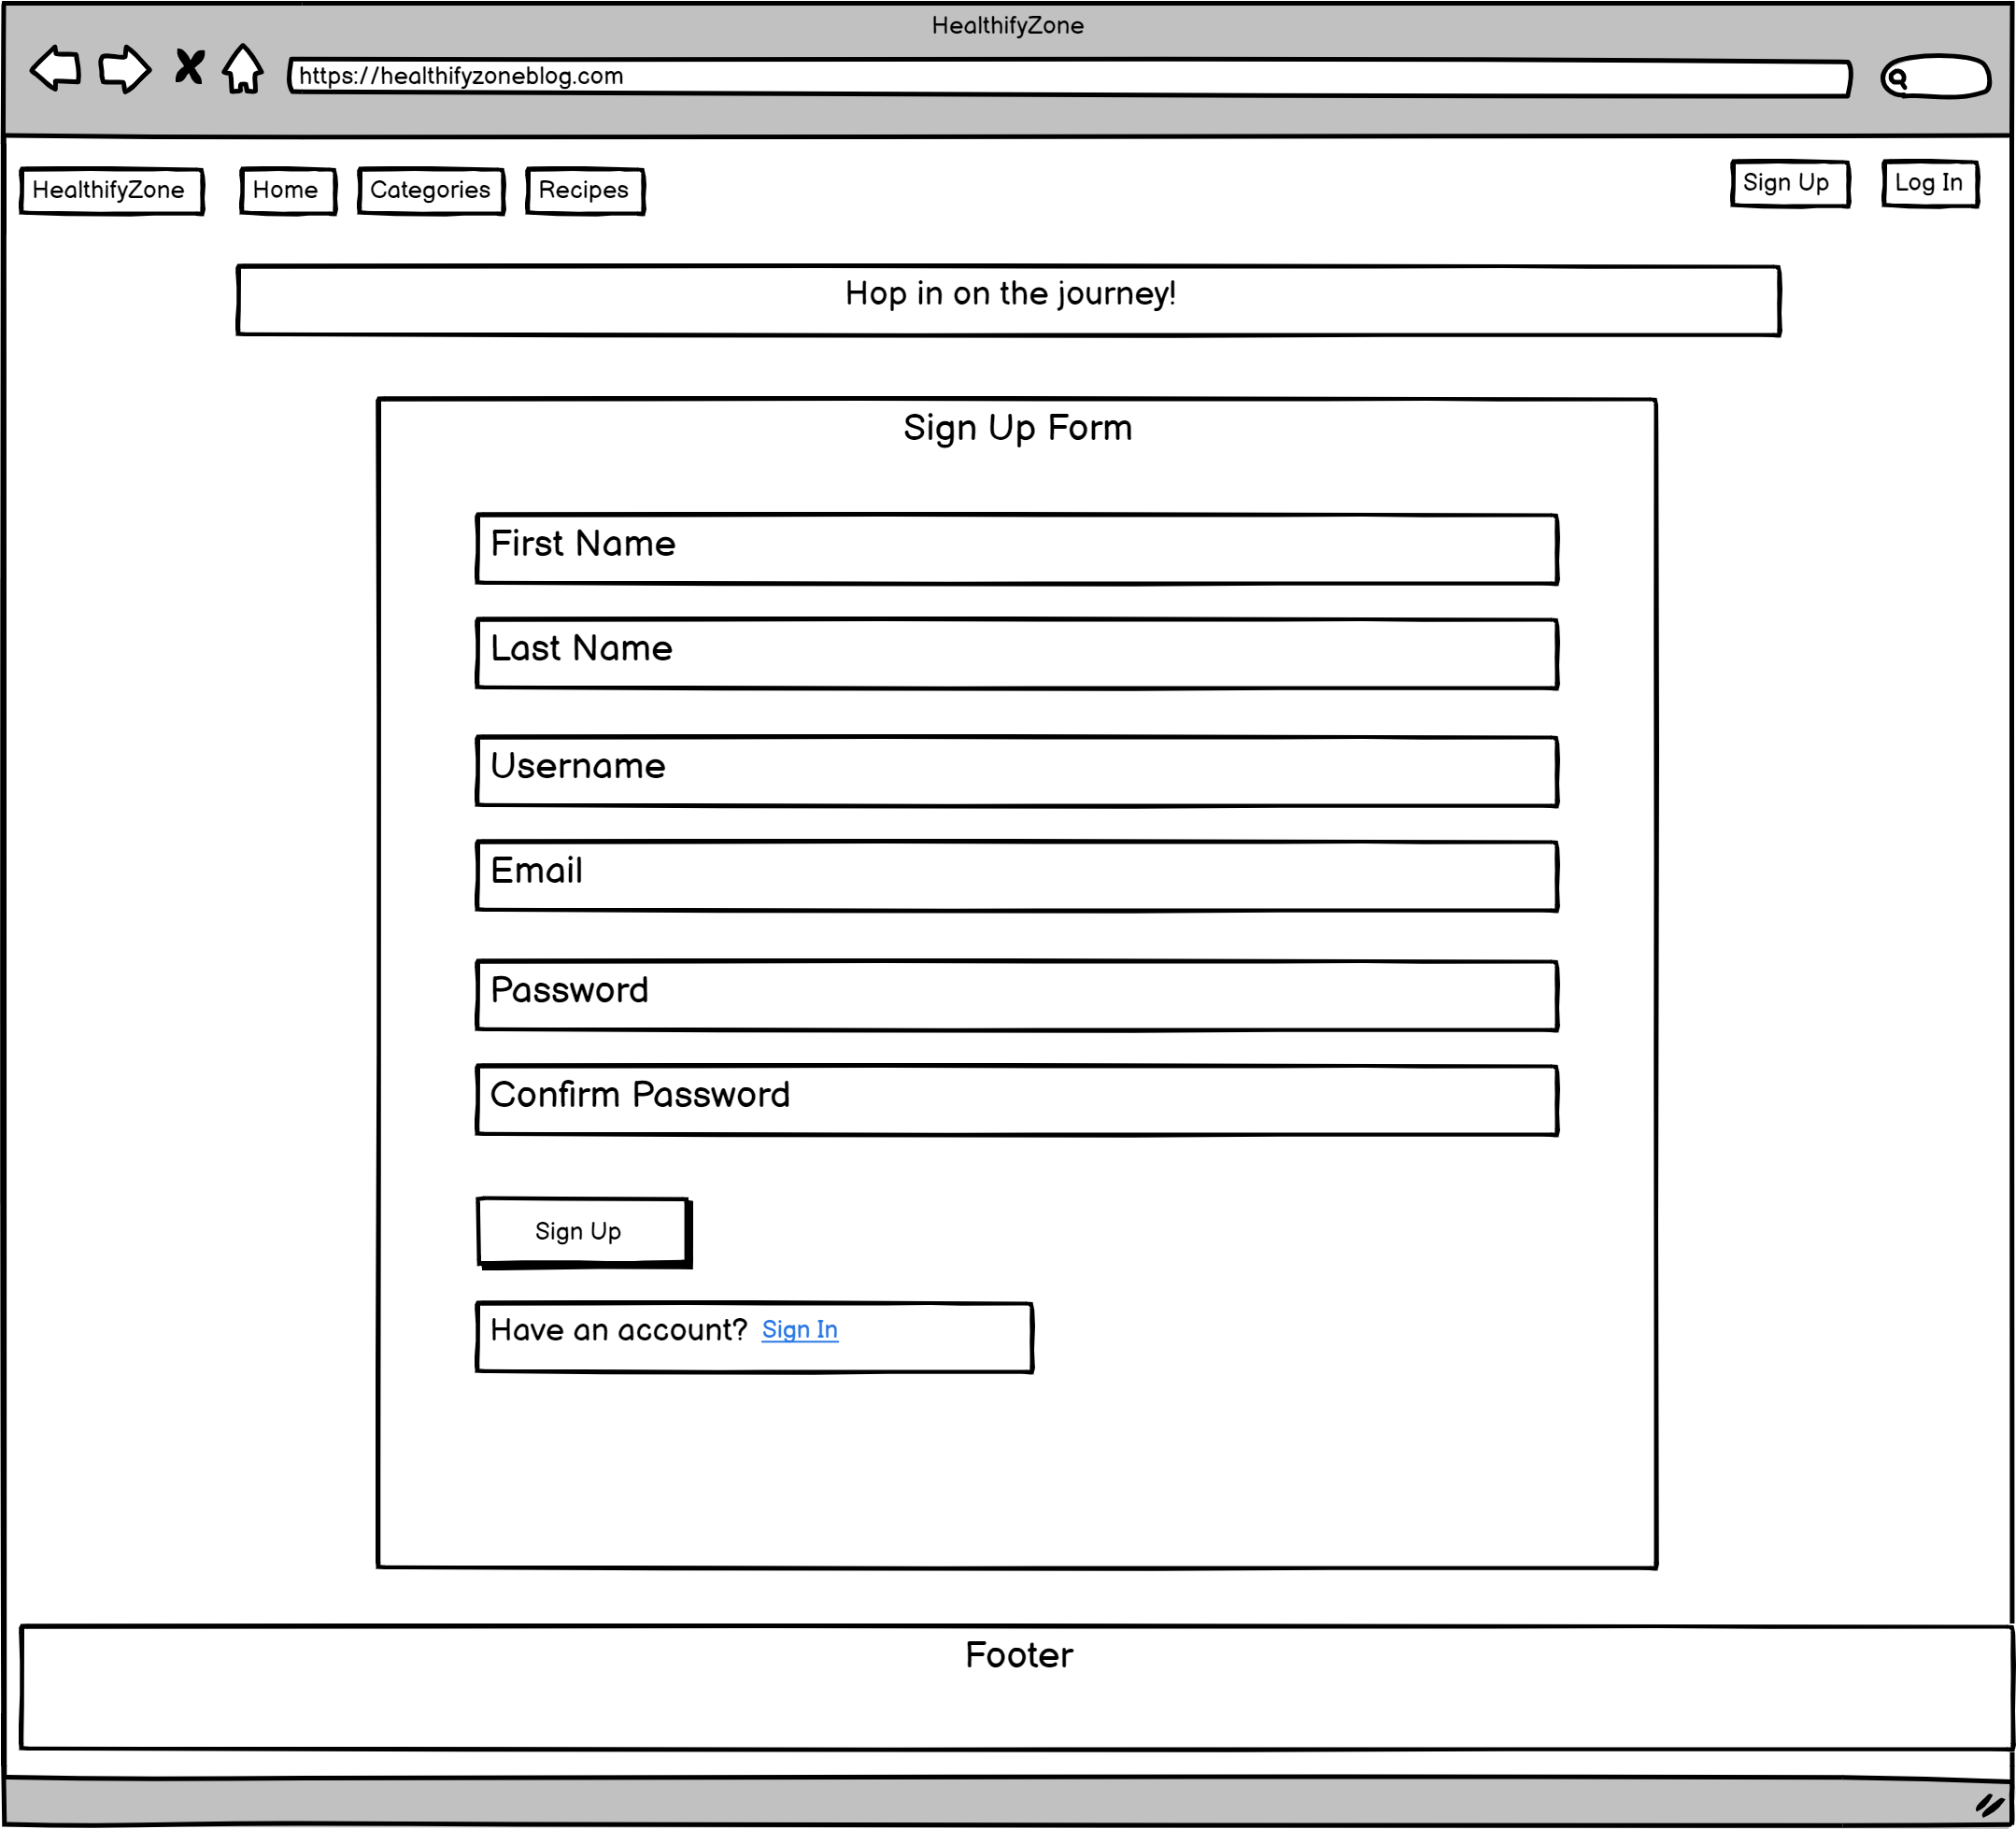 HealthifyZone
https://healthifyzoneblog.com
HealthifyZone Home Categories Recipes Sign Up Log In
Hop in on the journey!
Sign Up Form
First Name
Last Name
Username
Email
Password
Confirm Password
Sign Up
Have an account? Sign In
Footer